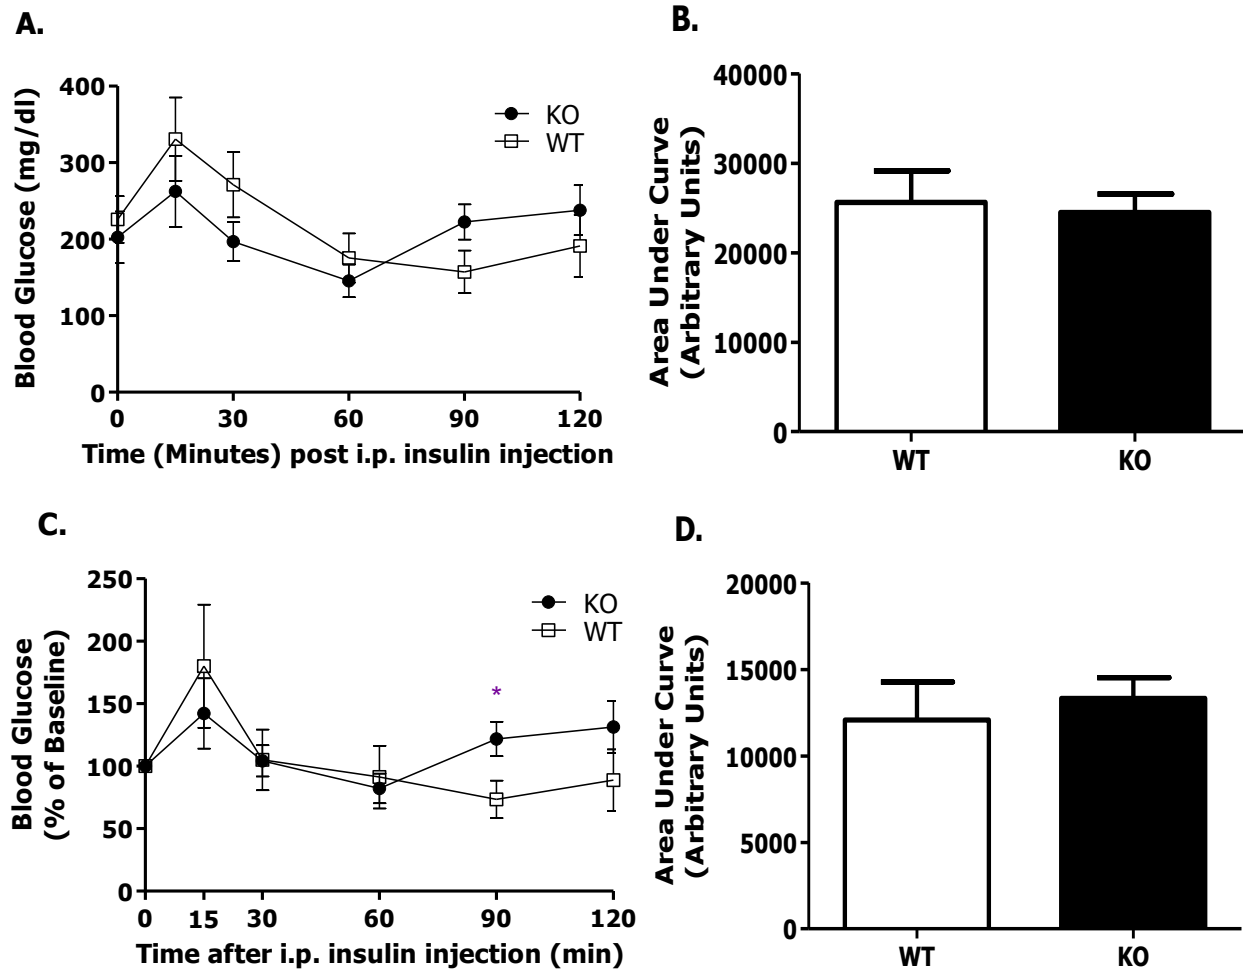 A.
Blood Glucose (mg/dl)
400
300
200
100
0
KO
WT
0 30 60 90 120
Time (Minutes) post i.p. insulin injection
B.
Area Under Curve
(Arbitrary Units)
40000
30000
20000
10000
0
WT KO
C.
Blood Glucose
(% of Baseline)
250
200
150
100
50
0
KO
WT
*
0 15 30 60 90 120
Time after i.p. insulin injection (min)
D.
Area Under Curve
(Arbitrary Units)
20000
15000
10000
5000
0
WT KO